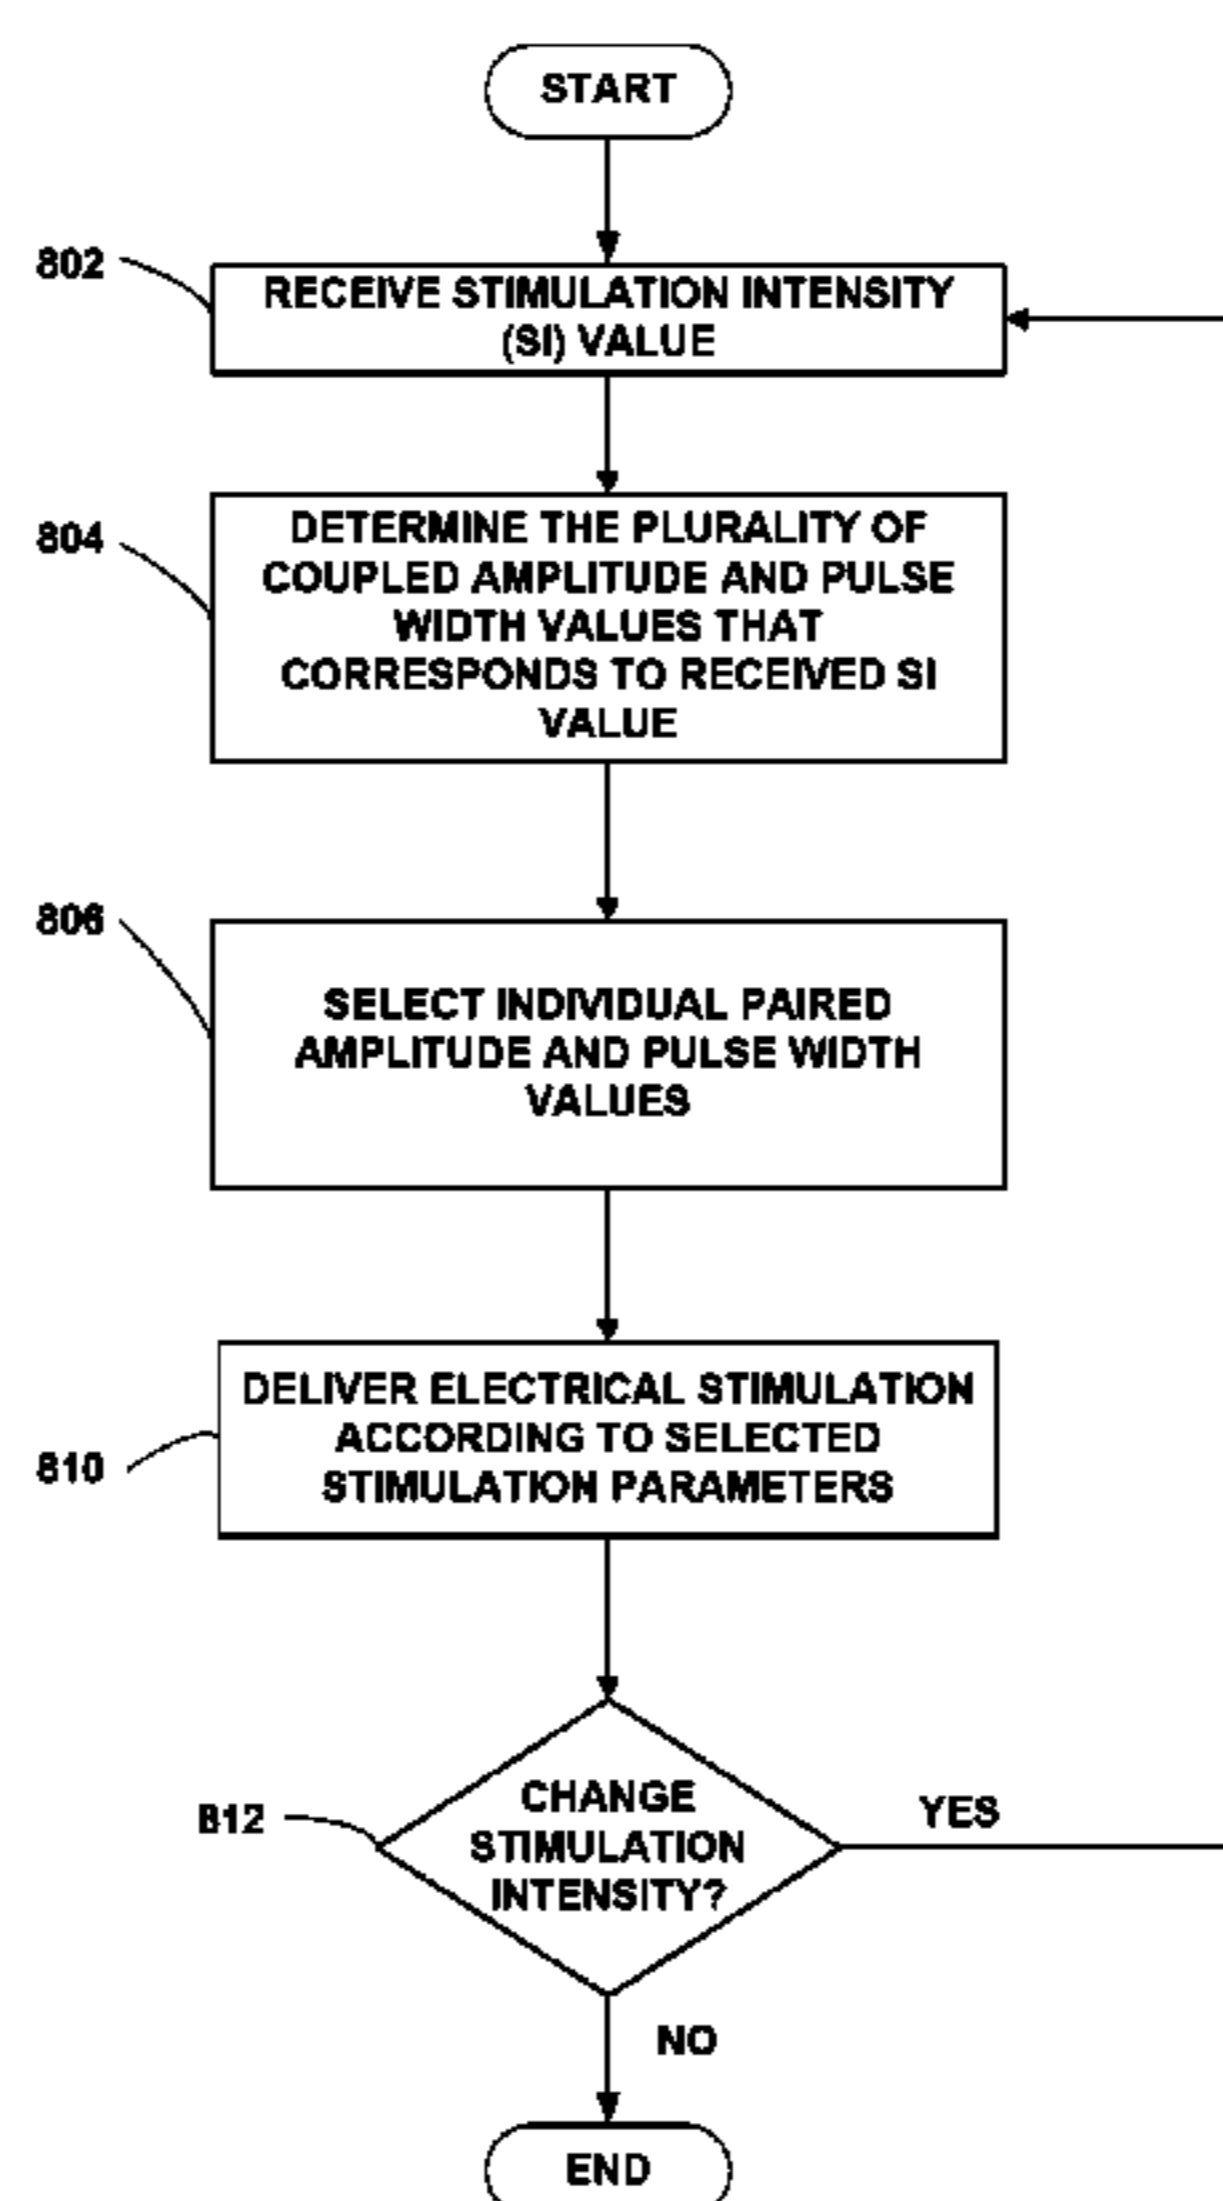 START
802
RECEIVE STIMULATION INTENSITY
(SI) VALUE
804
DETERMINE THE PLURALITY OF
COUPLED AMPLITUDE AND PULSE
WIDTH VALUES THAT
CORRESPONDS TO RECEIVED SI
VALUE
806
SELECT INDIVIDUAL PAIRED
AMPLITUDE AND PULSE WIDTH
VALUES
810
DELIVER ELECTRICAL STIMULATION
ACCORDING TO SELECTED
STIMULATION PARAMETERS
812
CHANGE
STIMULATION
INTENSITY?
YES
NO
END